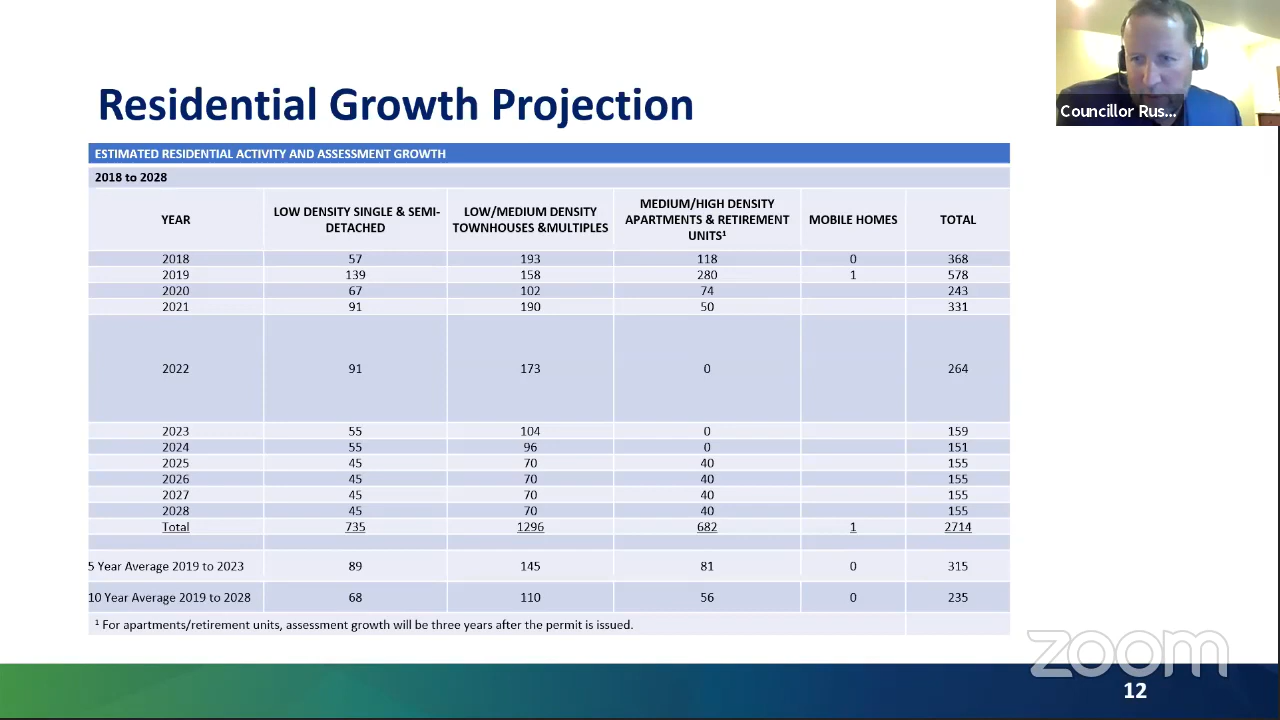 Residential Growth Projection
Councillor Rus...
ESTIMATED RESIDENTIAL ACTIVITY AND ASSESSMENT GROWTH
2018 to 2028
YEAR LOW DENSITY SINGLE & SEMI-DETACHED LOW/MEDIUM DENSITY TOWNHOUSES &MULTIPLES MEDIUM/HIGH DENSITY APARTMENTS & RETIREMENT UNITS¹ MOBILE HOMES TOTAL
2018 57 193 118 0 368
2019 139 158 280 1 578
2020 67 102 74 243
2021 91 190 50 331
2022 91 173 0 264
2023 55 104 0 159
2024 55 96 0 151
2025 45 70 40 155
2026 45 70 40 155
2027 45 70 40 155
2028 45 70 40 155
Total 735 1296 682 1 2714
5 Year Average 2019 to 2023 89 145 81 0 315
10 Year Average 2019 to 2028 68 110 56 0 235
¹ For apartments/retirement units, assessment growth will be three years after the permit is issued.
zoom
12